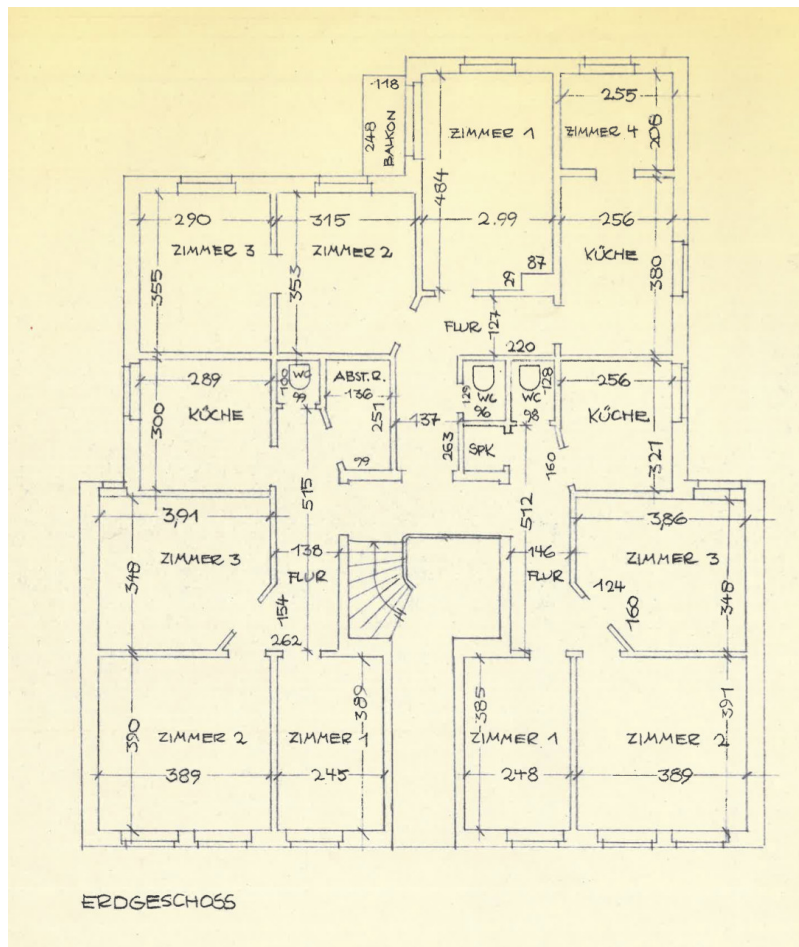 118
255
248
BALKON
ZIMMER 1
ZIMMER 4
208
484
290
315
2.99
256
ZIMMER 3
ZIMMER 2
KÜCHE
355
353
380
87
29
FLUR
127
220
289
100
WC
99
ABST.R.
136
251
129
WC
96
WC
98
128
256
KÜCHE
300
137
263
SPK
KÜCHE
321
99
160
3,91
515
512
3,86
ZIMMER 3
138
146
ZIMMER 3
348
FLUR
FLUR
124
348
154
160
262
389
385
391
390
ZIMMER 2
ZIMMER 1
ZIMMER 1
ZIMMER 2
389
245
248
389
ERDGESCHOSS